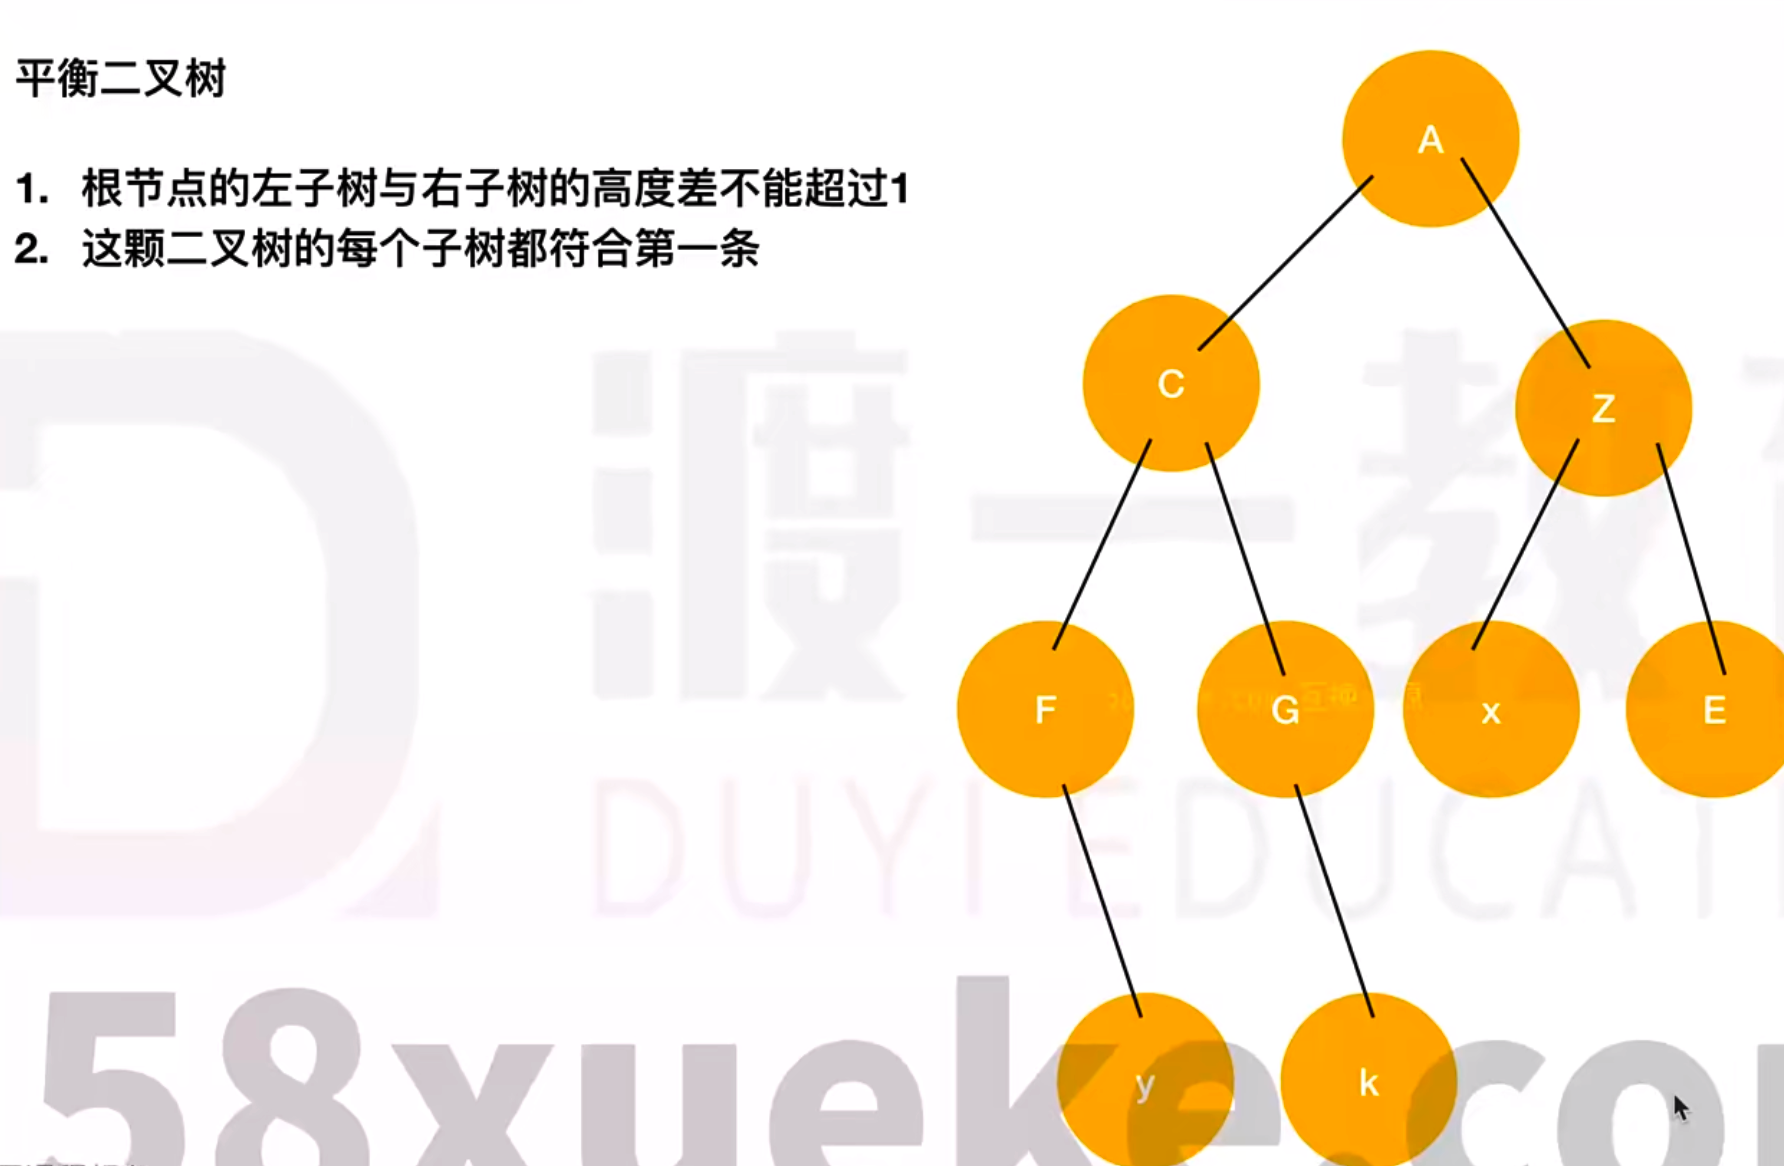 平衡二叉树
1. 根节点的左子树与右子树的高度差不能超过1
2. 这颗二叉树的每个子树都符合第一条
A
C
Z
F
G
x
E
y
k
渡一教
DUYI EDUCAT
58xueke.co